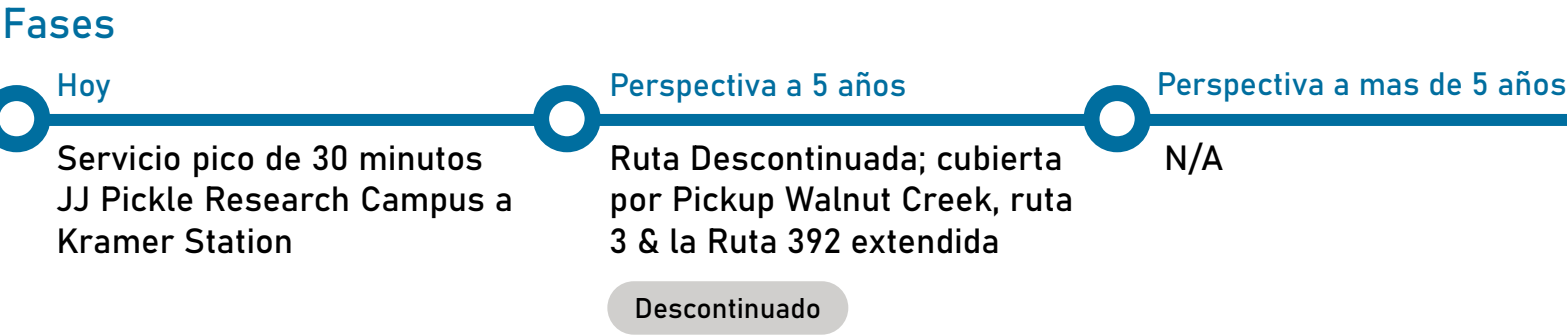 Fases
Hoy
Servicio pico de 30 minutos
JJ Pickle Research Campus a
Kramer Station
Perspectiva a 5 años
Ruta Descontinuada; cubierta
por Pickup Walnut Creek, ruta
3 & la Ruta 392 extendida
Descontinuado
Perspectiva a mas de 5 años
N/A